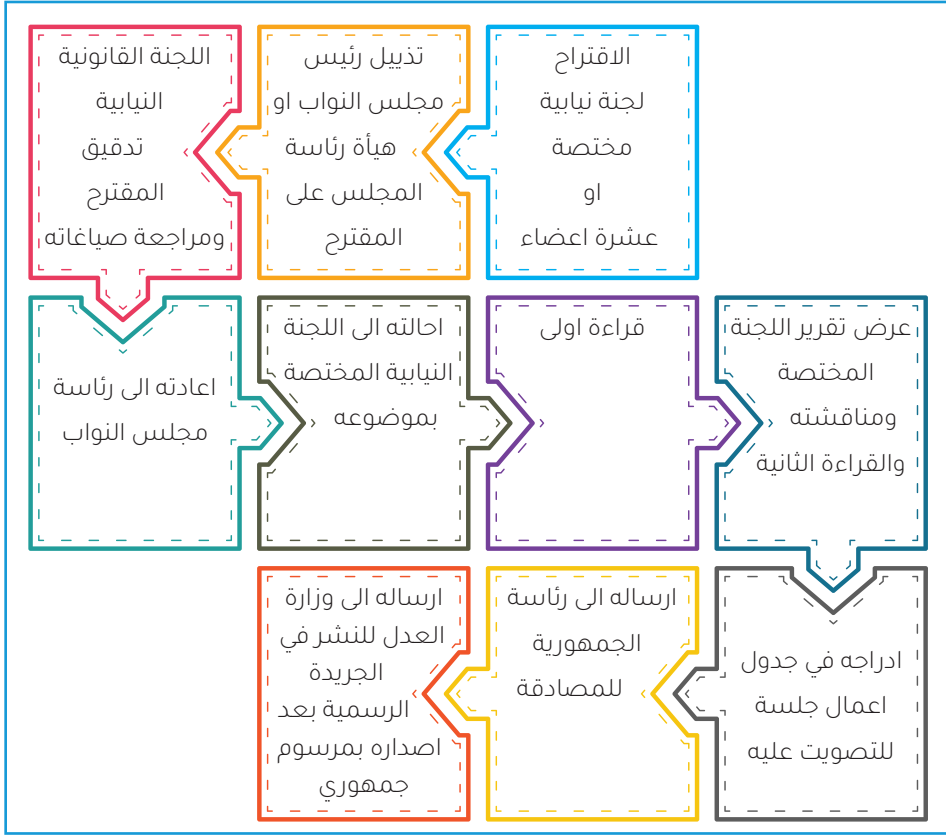 الاقتراح
لجنة نيابية
مختصة
او
عشرة اعضاء
تذييل رئيس
مجلس النواب او
هيأة رئاسة
المجلس على
المقترح
اللجنة القانونية
النيابية
تدقيق
المقترح
ومراجعة صياغاته
اعادته الى رئاسة
مجلس النواب
احالته الى اللجنة
النيابية المختصة
بموضوعه
قراءة اولى
عرض تقرير اللجنة
المختصة
ومناقشته
والقراءة الثانية
ادراجه في جدول
اعمال جلسة
للتصويت عليه
ارساله الى رئاسة
الجمهورية
للمصادقة
ارساله الى وزارة
العدل للنشر في
الجريدة
الرسمية بعد
اصداره بمرسوم
جمهوري